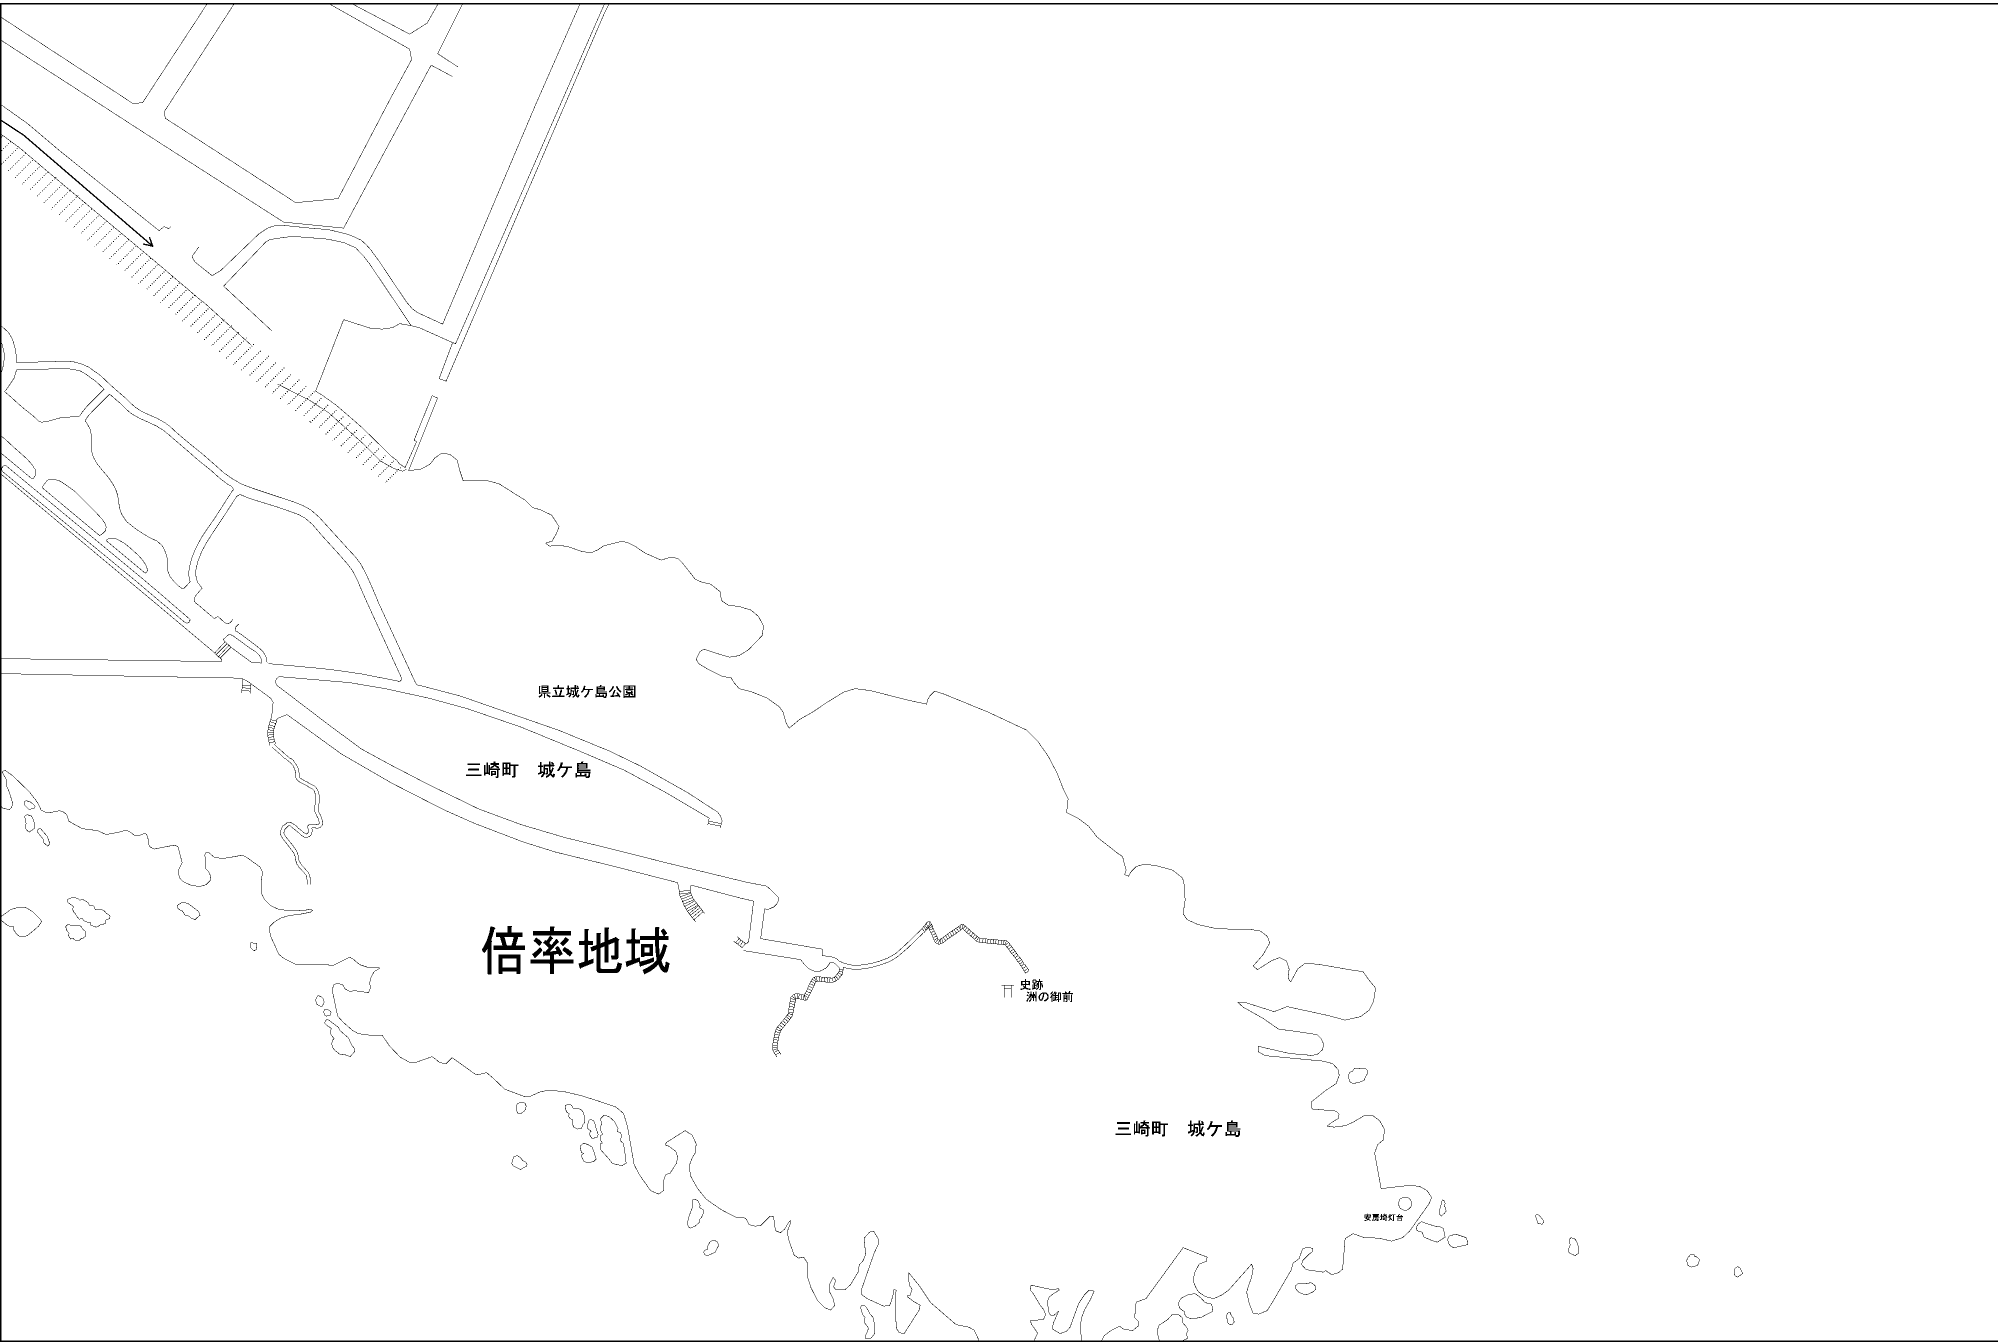 県立城ケ島公園
三崎町　城ケ島
倍率地域
史跡
洲の御前
三崎町　城ケ島
安房埼灯台